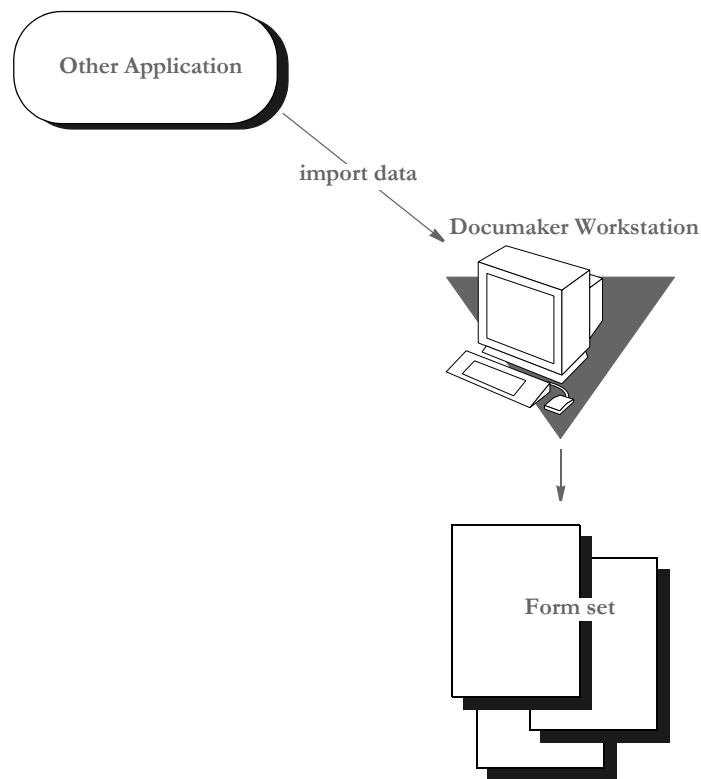 Other Application
import data
Documaker Workstation
Form set